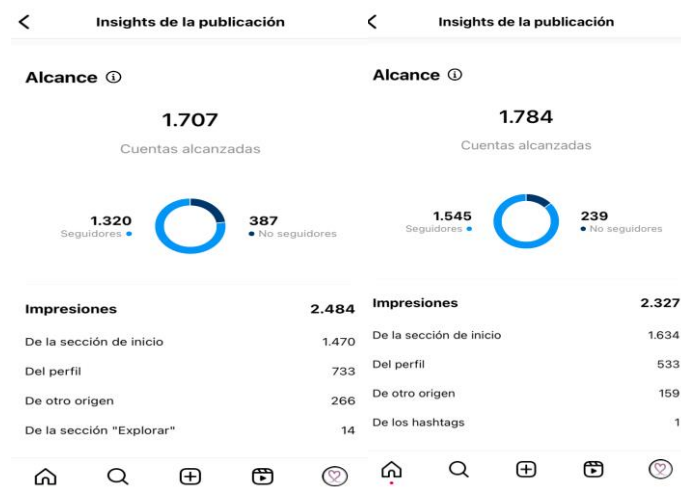 Insights de la publicación
Alcance
1.707
Cuentas alcanzadas
1.320
Seguidores
387
No seguidores
Impresiones 2.484
De la sección de inicio 1.470
Del perfil 733
De otro origen 266
De la sección "Explorar" 14
Insights de la publicación
Alcance
1.784
Cuentas alcanzadas
1.545
Seguidores
239
No seguidores
Impresiones 2.327
De la sección de inicio 1.634
Del perfil 533
De otro origen 159
De los hashtags 1